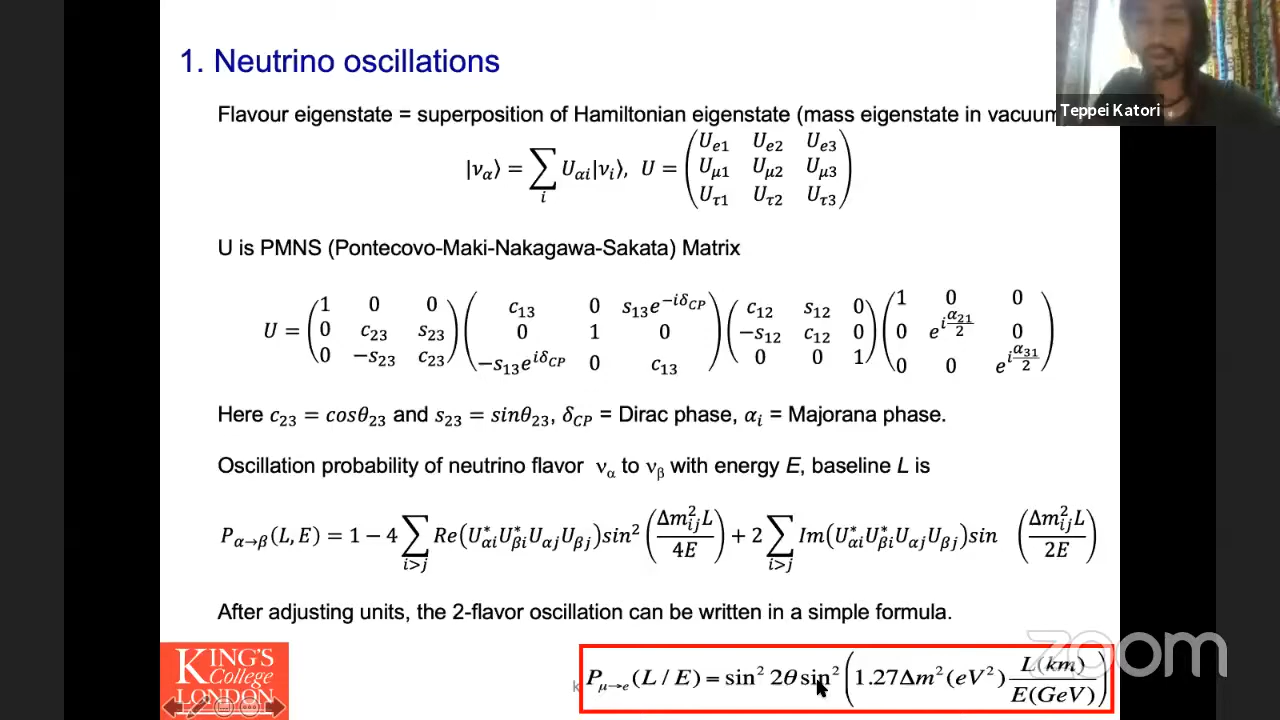 1. Neutrino oscillations
Teppei Katori
Flavour eigenstate = superposition of Hamiltonian eigenstate (mass eigenstate in vacuum
|ν_α⟩ = ∑_i U_αi|ν_i⟩, U = (U_e1 U_e2 U_e3
U_μ1 U_μ2 U_μ3
U_τ1 U_τ2 U_τ3)
U is PMNS (Pontecovo-Maki-Nakagawa-Sakata) Matrix
U = (1 0 0; 0 c_23 s_23; 0 −s_23 c_23)(c_13 0 s_13e^{−iδ_CP}; 0 1 0; −s_13e^{iδ_CP} 0 c_13)(c_12 s_12 0; −s_12 c_12 0; 0 0 1)(1 0 0; 0 e^{iα_21/2} 0; 0 0 e^{iα_31/2})
Here c_23 = cosθ_23 and s_23 = sinθ_23, δ_CP = Dirac phase, α_i = Majorana phase.
Oscillation probability of neutrino flavor ν_α to ν_β with energy E, baseline L is
P_α→β(L, E) = 1 − 4 ∑_{i>j} Re(U*_αi U*_βi U_αj U_βj)sin²(Δm²_ij L / 4E) + 2 ∑_{i>j} Im(U*_αi U*_βi U_αj U_βj)sin (Δm²_ij L / 2E)
After adjusting units, the 2-flavor oscillation can be written in a simple formula.
KING'S
College
LONDON
k
P_μ→e (L / E) = sin² 2θ sin² (1.27Δm²(eV²) L(km) / E(GeV))
zoom